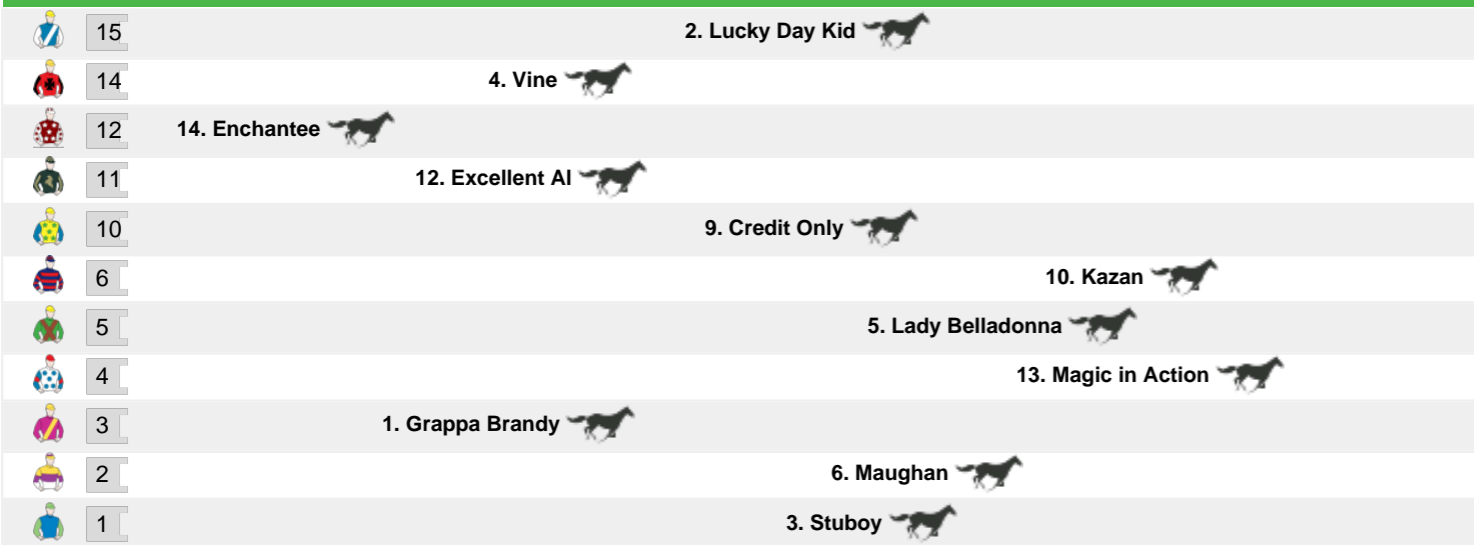 15 2. Lucky Day Kid
14 4. Vine
12 14. Enchantee
11 12. Excellent Al
10 9. Credit Only
6 10. Kazan
5 5. Lady Belladonna
4 13. Magic in Action
3 1. Grappa Brandy
2 6. Maughan
1 3. Stuboy